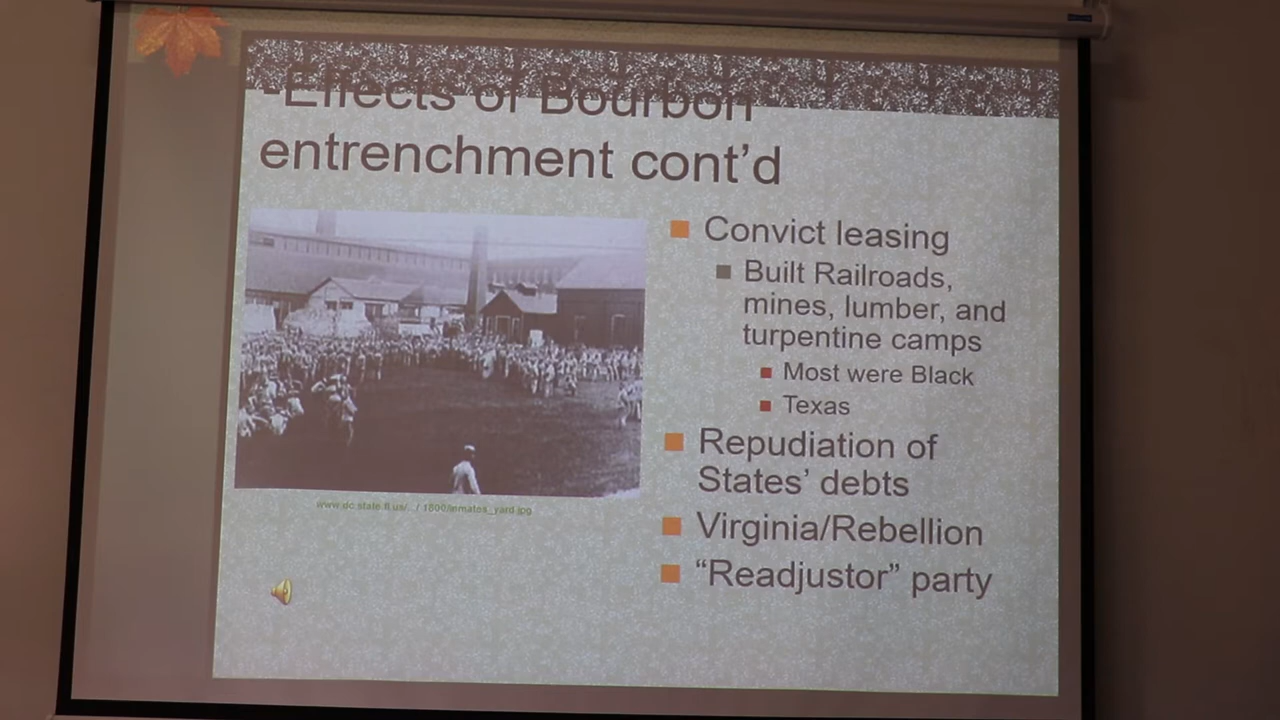 -Effects of Bourbon
entrenchment cont’d
Convict leasing
Built Railroads,
mines, lumber, and
turpentine camps
Most were Black
Texas
Repudiation of
States’ debts
Virginia/Rebellion
“Readjustor” party
www.dc.state.fl.us/.../ 1800/inmates_yard.jpg